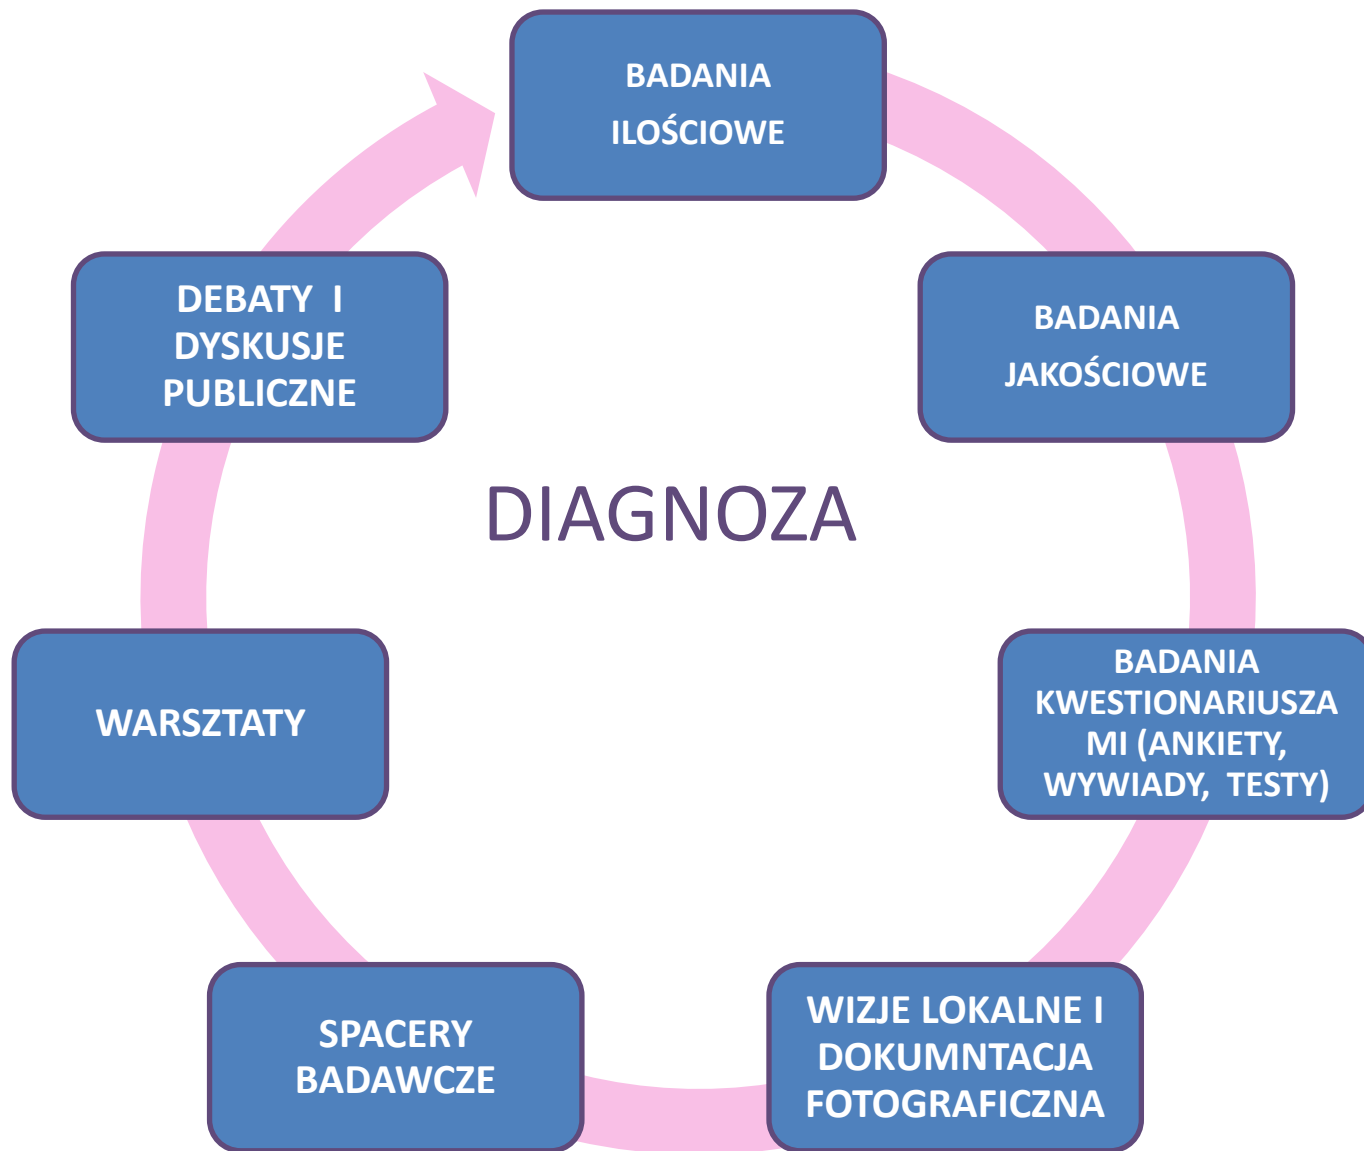 BADANIA
ILOŚCIOWE
BADANIA
JAKOŚCIOWE
BADANIA
KWESTIONARIUSZA
MI (ANKIETY,
WYWIADY, TESTY)
WIZJE LOKALNE I
DOKUMNTACJA
FOTOGRAFICZNA
SPACERY
BADAWCZE
WARSZTATY
DEBATY I
DYSKUSJE
PUBLICZNE
DIAGNOZA